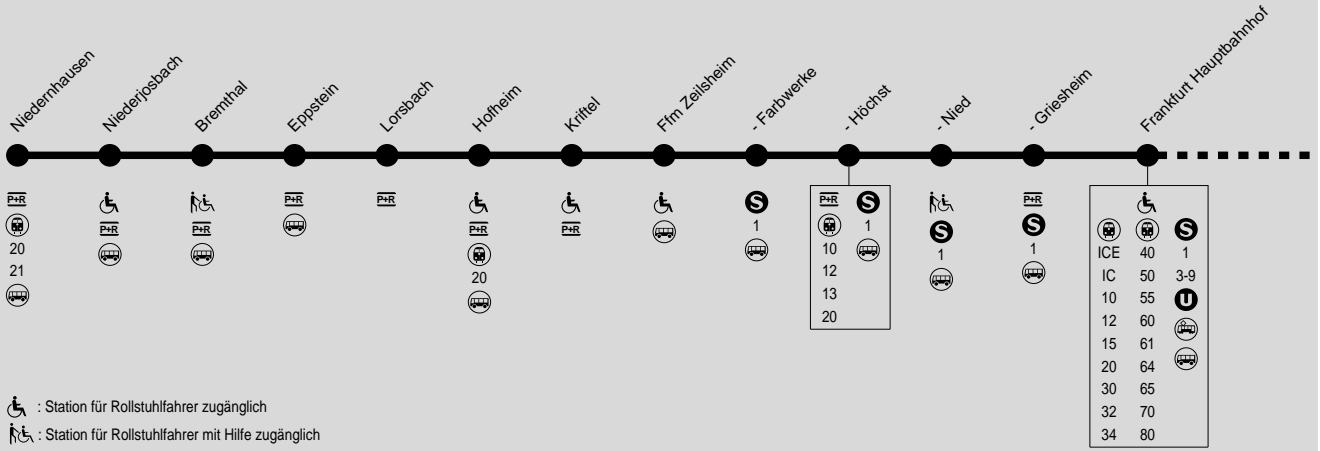 Niedernhausen
Niederjosbach
Bremthal
Eppstein
Lorsbach
Hofheim
Kriftel
Ffm Zeilsheim
- Farbwerke
- Höchst
- Nied
- Griesheim
Frankfurt Hauptbahnhof
P+R
20
21
P+R
P+R
P+R
P+R
P+R
20
P+R
S
1
P+R
10
12
13
20
S
1
S
1
P+R
S
1
ICE
IC
10
12
15
20
30
32
34
40
50
55
60
61
64
65
70
80
S
1
3-9
U
: Station für Rollstuhlfahrer zugänglich
: Station für Rollstuhlfahrer mit Hilfe zugänglich